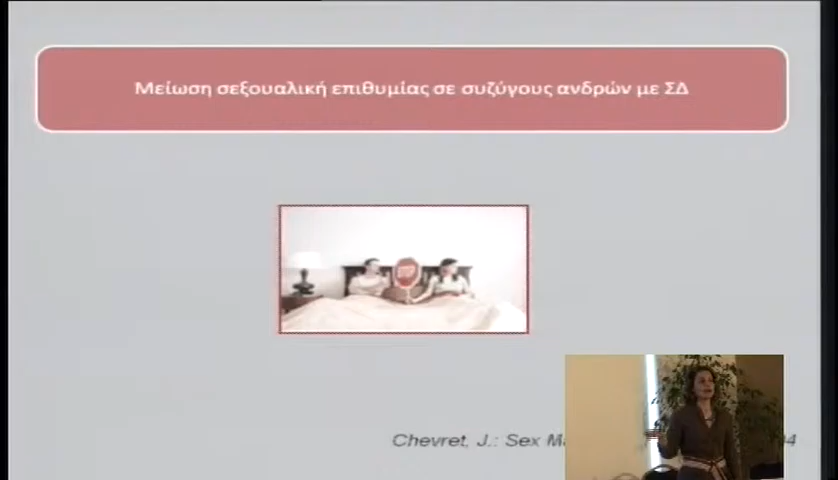 Μείωση σεξουαλική επιθυμίας σε συζύγους ανδρών με ΣΔ
Chevret, J.: Sex